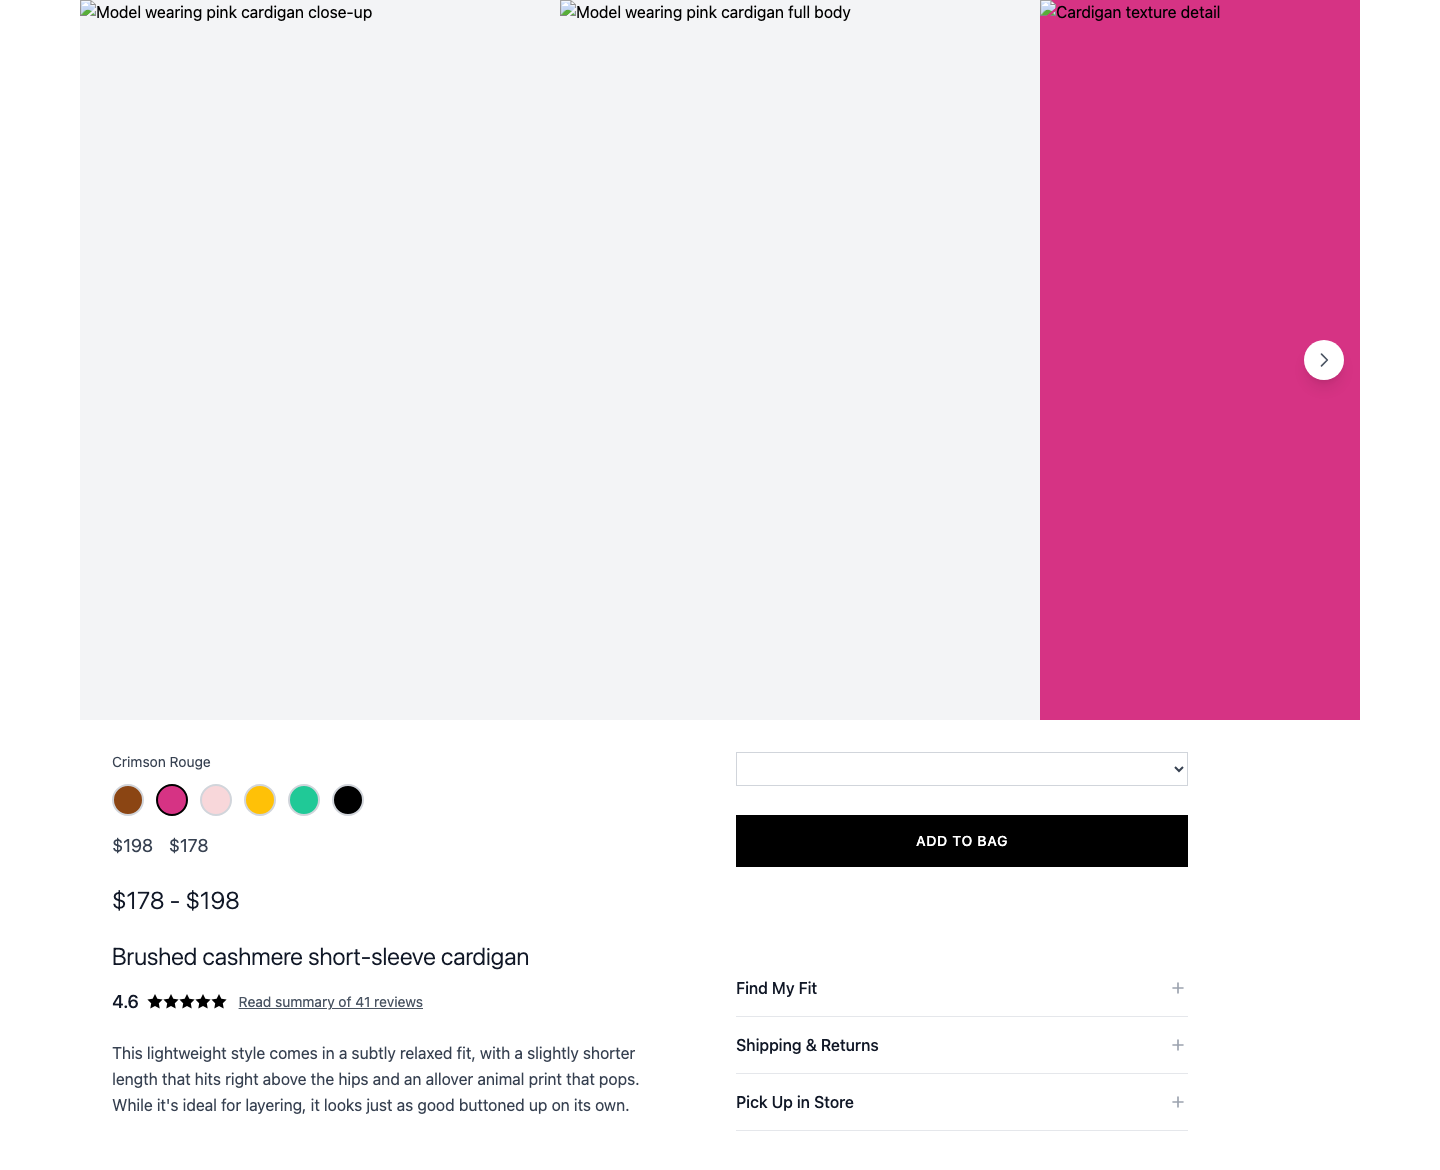 Model wearing pink cardigan close-up
Model wearing pink cardigan full body
Cardigan texture detail
Crimson Rouge
$198 $178
$178 - $198
Brushed cashmere short-sleeve cardigan
4.6 Read summary of 41 reviews
This lightweight style comes in a subtly relaxed fit, with a slightly shorter
length that hits right above the hips and an allover animal print that pops.
While it's ideal for layering, it looks just as good buttoned up on its own.
ADD TO BAG
Find My Fit
Shipping & Returns
Pick Up in Store